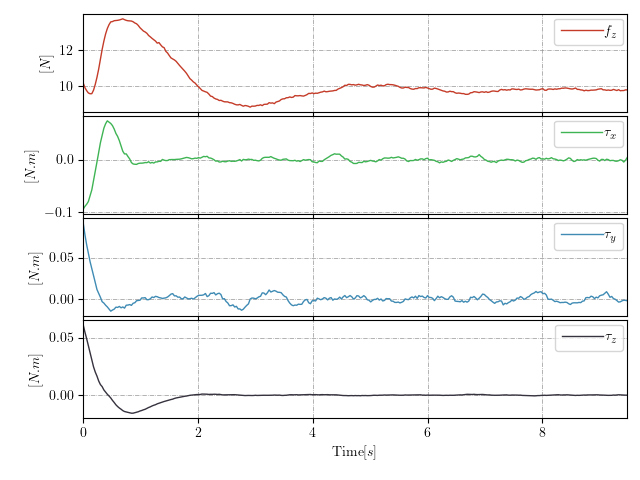 12
10
[N]
f_z
0.0
−0.1
[N.m]
τ_x
0.05
0.00
[N.m]
τ_y
0.05
0.00
[N.m]
τ_z
0 2 4 6 8
Time[s]